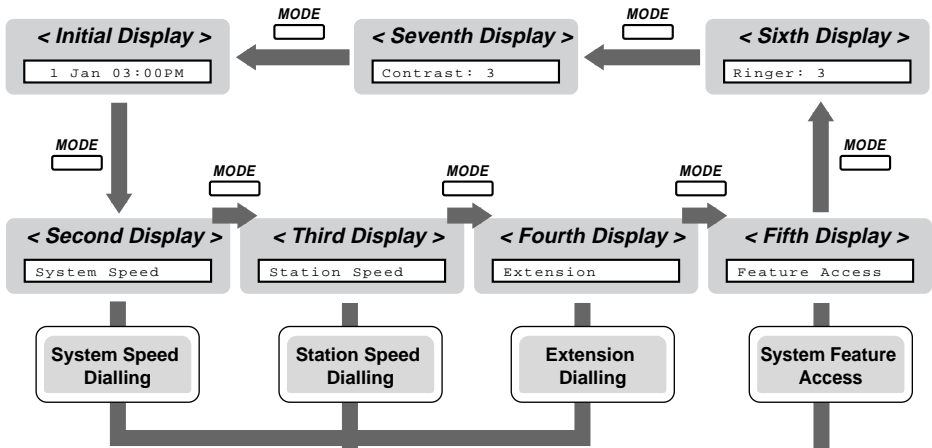 MODE
MODE
< Initial Display >
< Seventh Display >
< Sixth Display >
1 Jan 03:00PM
Contrast: 3
Ringer: 3
MODE
MODE
MODE
MODE
MODE
< Second Display >
< Third Display >
< Fourth Display >
< Fifth Display >
System Speed
Station Speed
Extension
Feature Access
System Speed
Dialling
Station Speed
Dialling
Extension
Dialling
System Feature
Access